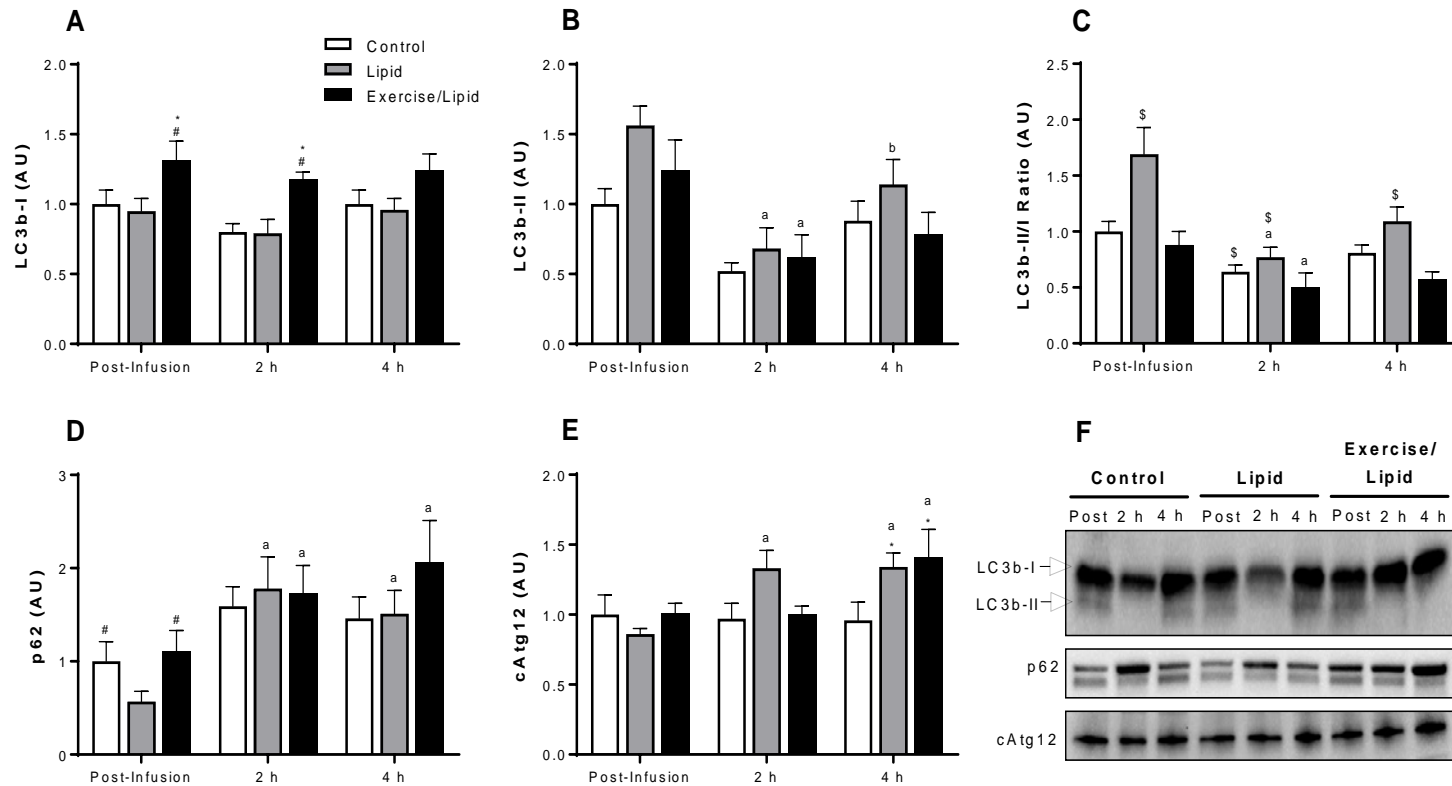 A
Control
Lipid
Exercise/Lipid
LC3b-I (AU)
2.0
1.5
1.0
0.5
0.0
*
#
*
#
Post-Infusion 2 h 4 h
B
LC3b-II (AU)
2.0
1.5
1.0
0.5
0.0
a a b
Post-Infusion 2 h 4 h
C
LC3b-II/I Ratio (AU)
2.5
2.0
1.5
1.0
0.5
0.0
$
$
$
a
a
$
Post-Infusion 2 h 4 h
D
p62 (AU)
3
2
1
0
# # a a a a
Post-Infusion 2 h 4 h
E
cAtg12 (AU)
2.0
1.5
1.0
0.5
0.0
a
a
*
a
*
Post-Infusion 2 h 4 h
F
Exercise/
Control Lipid Lipid
Post 2 h 4 h Post 2 h 4 h Post 2 h 4 h
LC3b-I
LC3b-II
p62
cAtg12